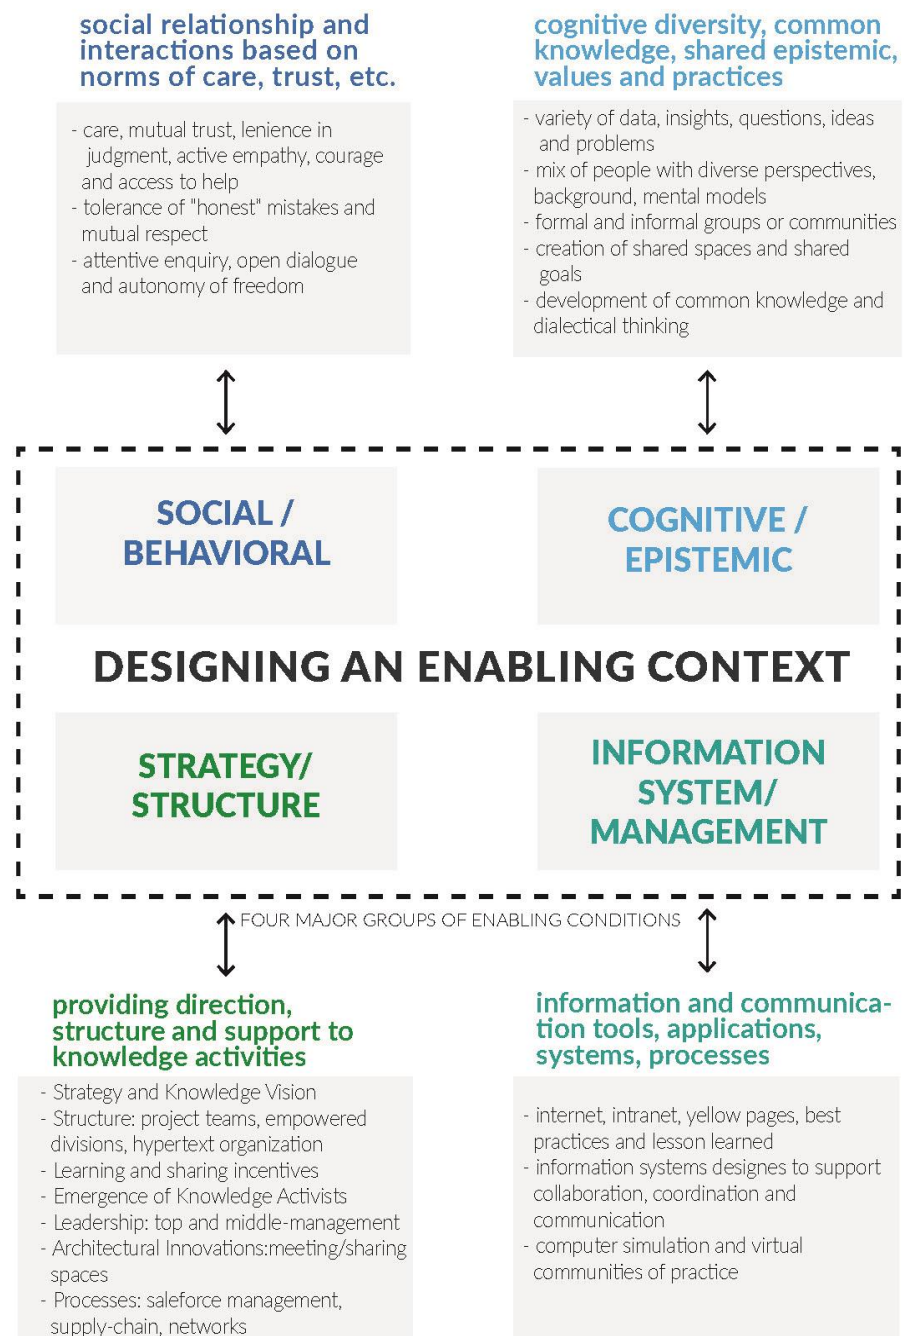 social relationship and
interactions based on
norms of care, trust, etc.
- care, mutual trust, lenience in
judgment, active empathy, courage
and access to help
- tolerance of "honest" mistakes and
mutual respect
- attentive enquiry, open dialogue
and autonomy of freedom
cognitive diversity, common
knowledge, shared epistemic,
values and practices
- variety of data, insights, questions, ideas
and problems
- mix of people with diverse perspectives,
background, mental models
- formal and informal groups or communities
- creation of shared spaces and shared
goals
- development of common knowledge and
dialectical thinking
SOCIAL /
BEHAVIORAL
COGNITIVE /
EPISTEMIC
DESIGNING AN ENABLING CONTEXT
STRATEGY/
STRUCTURE
INFORMATION
SYSTEM/
MANAGEMENT
FOUR MAJOR GROUPS OF ENABLING CONDITIONS
providing direction,
structure and support to
knowledge activities
- Strategy and Knowledge Vision
- Structure: project teams, empowered
divisions, hypertext organization
- Learning and sharing incentives
- Emergence of Knowledge Activists
- Leadership: top and middle-management
- Architectural Innovations:meeting/sharing
spaces
- Processes: saleforce management,
supply-chain, networks
information and communica-
tion tools, applications,
systems, processes
- internet, intranet, yellow pages, best
practices and lesson learned
- information systems designes to support
collaboration, coordination and
communication
- computer simulation and virtual
communities of practice